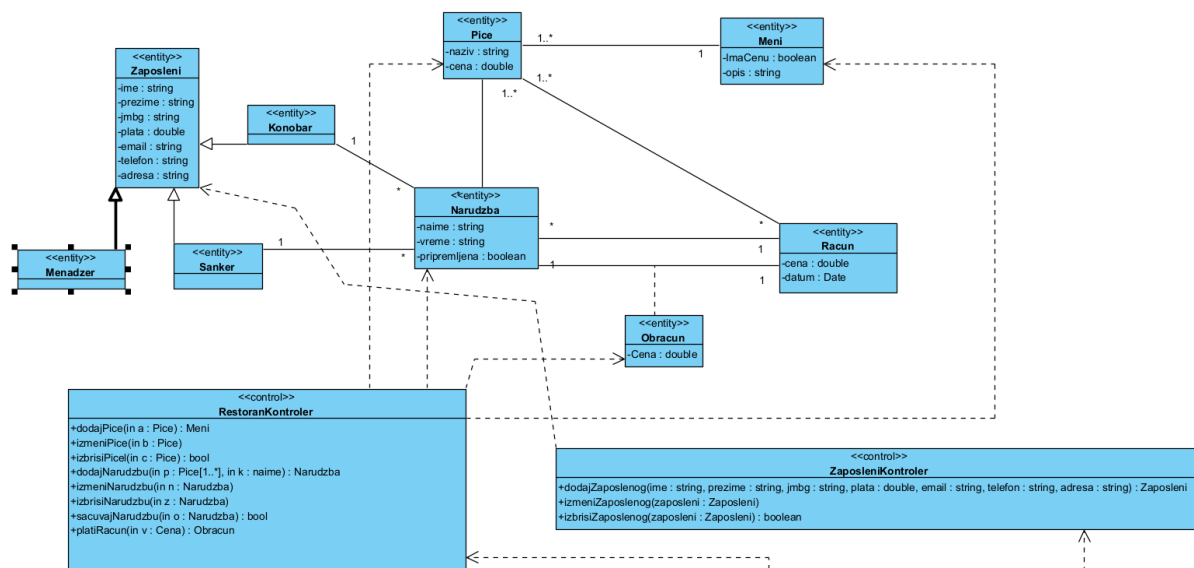 <<entity>>
Pice
-naziv : string
-cena : double
1..*
1
<<entity>>
Meni
-ImaCenu : boolean
-opis : string
<<entity>>
Zaposleni
-ime : string
-prezime : string
-jmbg : string
-plata : double
-email : string
-telefon : string
-adresa : string
1..*
1..*
<<entity>>
Konobar
1
*
*
<<entity>>
Narudzba
-naime : string
-vreme : string
-pripremljena : boolean
*
*
1
<<entity>>
Racun
-cena : double
-datum : Date
1
*
1
1
<<entity>>
Menadzer
<<entity>>
Sanker
<<entity>>
Obracun
-Cena : double
<<control>>
RestoranKontroler
+dodajPice(in a : Pice) : Meni
+izmeniPice(in b : Pice)
+izbrisiPicel(in c : Pice) : bool
+dodajNarudzbu(in p : Pice[1..*], in k : naime) : Narudzba
+izmeniNarudzbu(in n : Narudzba)
+izbrisiNarudzbu(in z : Narudzba)
+sacuvajNarudzbu(in o : Narudzba) : bool
+platiRacun(in v : Cena) : Obracun
<<control>>
ZaposleniKontroler
+dodajZaposlenog(ime : string, prezime : string, jmbg : string, plata : double, email : string, telefon : string, adresa : string) : Zaposleni
+izmeniZaposlenog(zaposleni : Zaposleni)
+izbrisiZaposlenog(zaposleni : Zaposleni) : boolean